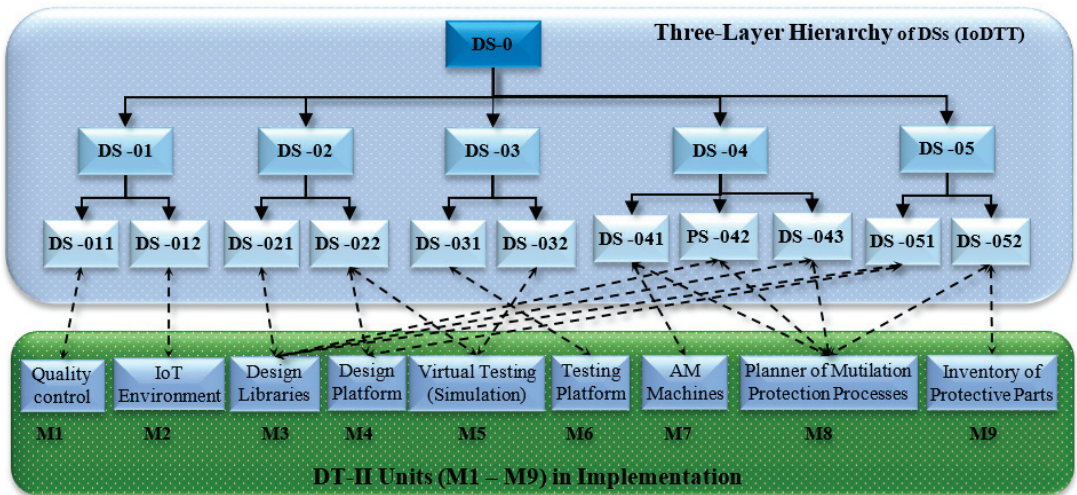 Three-Layer Hierarchy of DSs (IoDTT)
DS-0
DS -01
DS -02
DS -03
DS -04
DS -05
DS -011
DS -012
DS -021
DS -022
DS -031
DS -032
DS -041
PS -042
DS -043
DS -051
DS -052
Quality
control
IoT
Environment
Design
Libraries
Design
Platform
Virtual Testing
(Simulation)
Testing
Platform
AM
Machines
Planner of Mutilation
Protection Processes
Inventory of
Protective Parts
M1
M2
M3
M4
M5
M6
M7
M8
M9
DT-II Units (M1 – M9) in Implementation